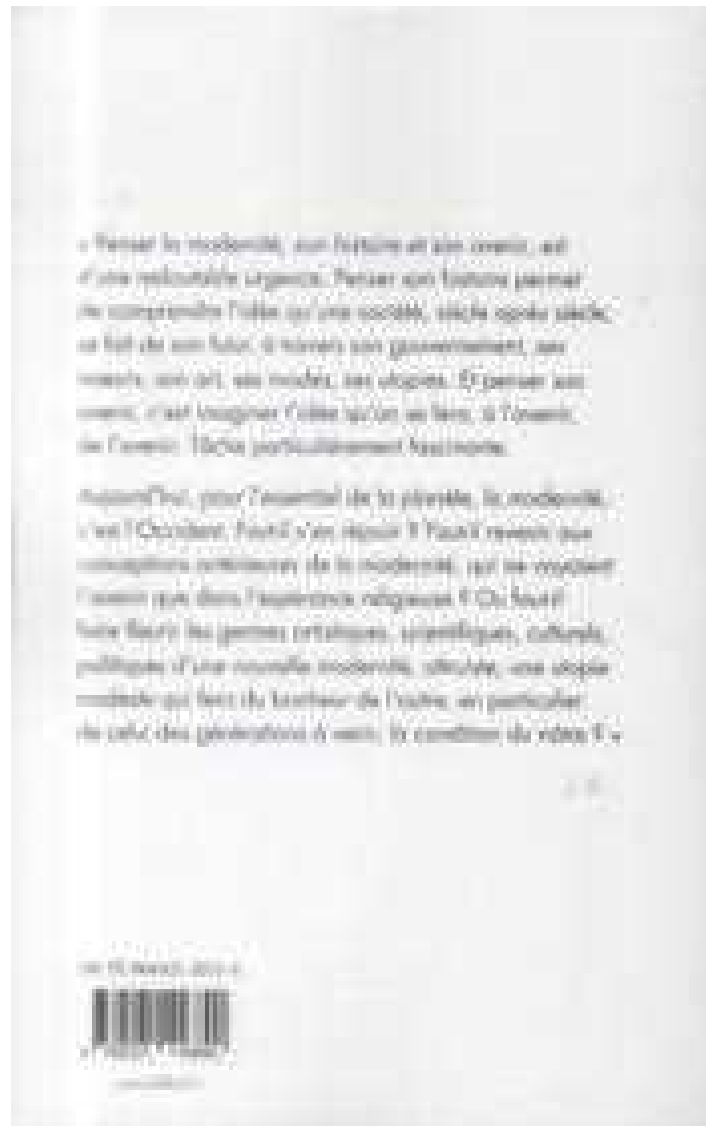 « Penser la modernité, son histoire et son avenir, est
d'une redoutable urgence. Penser son histoire permet
de comprendre l'idée qu'une société, siècle après siècle,
se fait de son futur, à travers son gouvernement, ses
mœurs, son art, ses modes, ses utopies. Et penser son
avenir, c'est imaginer l'idée qu'on se fera, à l'avenir,
de l'avenir. Tâche particulièrement fascinante.
Aujourd'hui, pour l'essentiel de la planète, la modernité,
c'est l'Occident. Faut-il s'en réjouir ? Faut-il revenir aux
conceptions antérieures de la modernité, qui ne voyaient
l'avenir que dans l'espérance religieuse ? Ou faut-il
faire fleurir les germes artistiques, scientifiques, culturels,
politiques d'une nouvelle modernité, altruiste, une utopie
modeste qui fera du bonheur de l'autre, en particulier
de celui des générations à venir, la condition du nôtre ? »